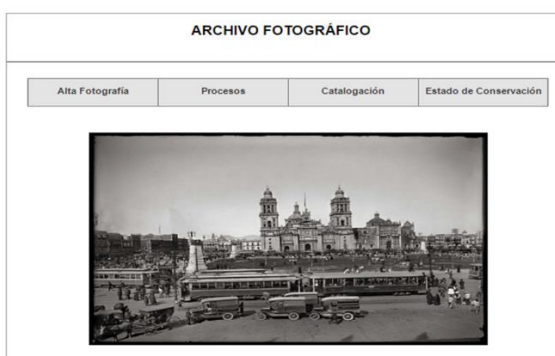 ARCHIVO FOTOGRÁFICO
Alta Fotografía Procesos Catalogación Estado de Conservación